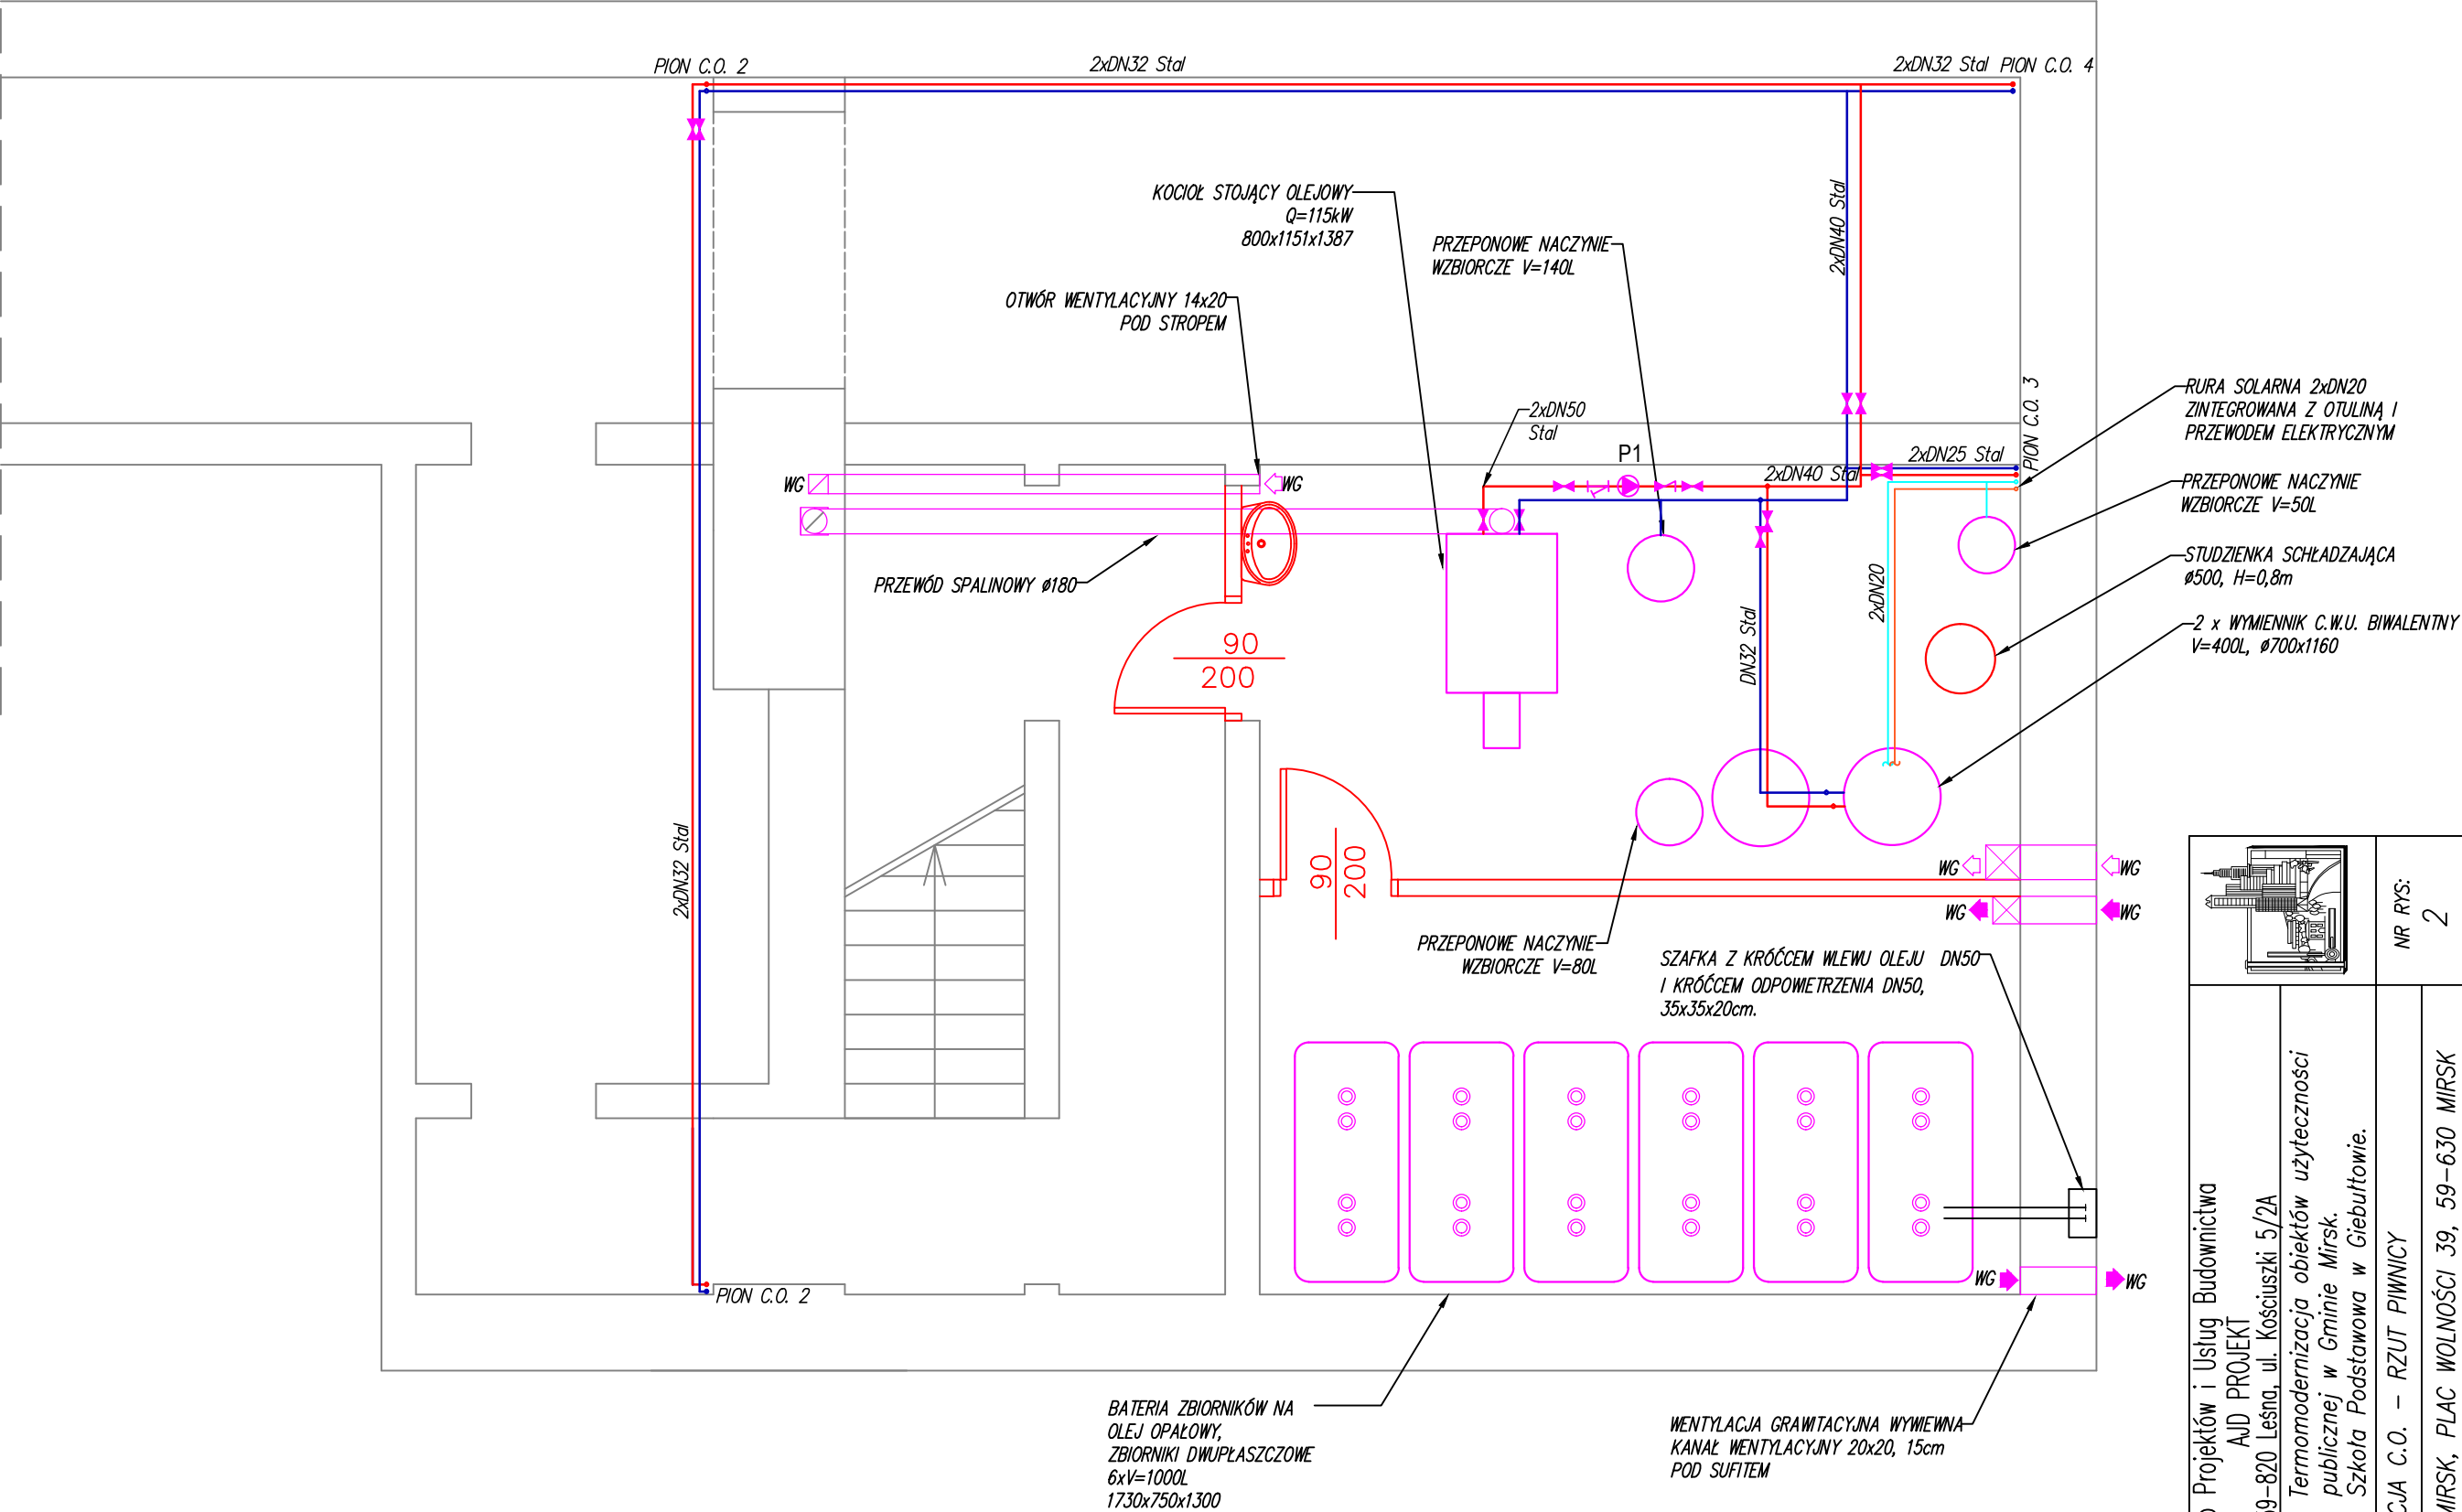 PION C.O. 2
2xDN32 Stal
2xDN32 Stal
PION C.O. 4
KOCIOŁ STOJĄCY OLEJOWY
Q=115kW
800x1151x1387
PRZEPONOWE NACZYNIE
WZBIORCZE V=140L
2xDN40 Stal
OTWÓR WENTYLACYJNY 14x20
POD STROPEM
2xDN50
Stal
P1
2xDN40 Stal
2xDN25 Stal
PION C.O. 3
RURA SOLARNA 2xDN20
ZINTEGROWANA Z OTULINĄ I
PRZEWODEM ELEKTRYCZNYM
WG
WG
PRZEPONOWE NACZYNIE
WZBIORCZE V=50L
PRZEWÓD SPALINOWY ø180
STUDZIENKA SCHŁADZAJĄCA
ø500, H=0,8m
2xDN20
DN32 Stal
2 x WYMIENNIK C.W.U. BIWALENTNY
V=400L, ø700x1160
90
200
90
200
2xDN32 Stal
WG
WG
WG
WG
PRZEPONOWE NACZYNIE
WZBIORCZE V=80L
SZAFKA Z KRÓĆCEM WLEWU OLEJU DN50
I KRÓĆCEM ODPOWIETRZENIA DN50,
35x35x20cm.
WG
WG
PION C.O. 2
BATERIA ZBIORNIKÓW NA
OLEJ OPAŁOWY,
ZBIORNIKI DWUPŁASZCZOWE
6xV=1000L
1730x750x1300
WENTYLACJA GRAWITACYJNA WYWIEWNA
KANAŁ WENTYLACYJNY 20x20, 15cm
POD SUFITEM
NR RYS:
2
Projektów i Usług Budownictwa
AJD PROJEKT
59-820 Leśna, ul. Kościuszki 5/2A
Termomodernizacja obiektów użyteczności
publicznej w Gminie Mirsk.
Szkoła Podstawowa w Giebułtowie.
CJA C.O. - RZUT PIWNICY
MIRSK, PLAC WOLNOŚCI 39, 59-630 MIRSK